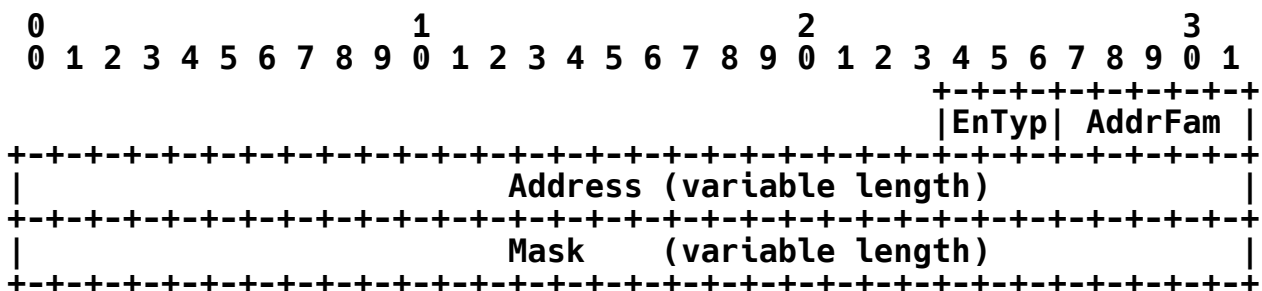 0                   1                   2                   3
 0 1 2 3 4 5 6 7 8 9 0 1 2 3 4 5 6 7 8 9 0 1 2 3 4 5 6 7 8 9 0 1
                                                +-+-+-+-+-+-+-+-+
                                                |EnTyp| AddrFam |
+-+-+-+-+-+-+-+-+-+-+-+-+-+-+-+-+-+-+-+-+-+-+-+-+-+-+-+-+-+-+-+-+
|                          Address (variable length)            |
+-+-+-+-+-+-+-+-+-+-+-+-+-+-+-+-+-+-+-+-+-+-+-+-+-+-+-+-+-+-+-+-+
|                          Mask    (variable length)            |
+-+-+-+-+-+-+-+-+-+-+-+-+-+-+-+-+-+-+-+-+-+-+-+-+-+-+-+-+-+-+-+-+